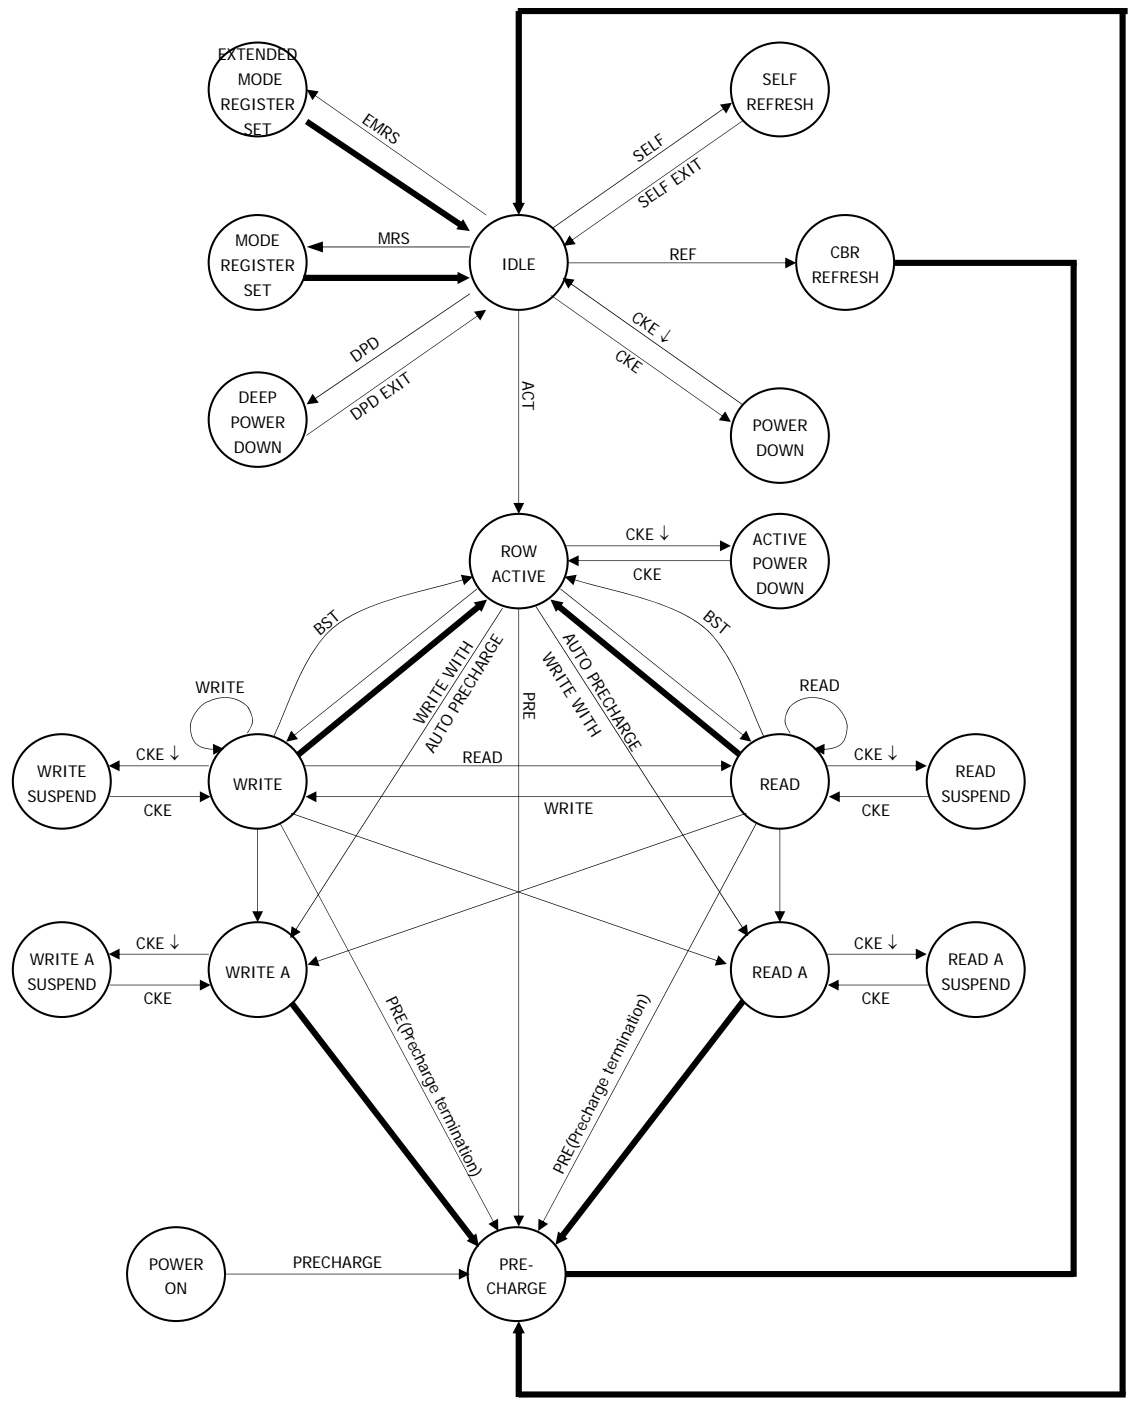 EXTENDED
MODE
REGISTER
SET
SELF
REFRESH
EMRS
SELF
SELF EXIT
MODE
REGISTER
SET
MRS
IDLE
REF
CBR
REFRESH
DPD
DPD EXIT
CKE ↓
CKE
DEEP
POWER
DOWN
ACT
POWER
DOWN
ROW
ACTIVE
CKE ↓
CKE
ACTIVE
POWER
DOWN
BST
BST
WRITE WITH
AUTO PRECHARGE
PRE
AUTO PRECHARGE
WRITE WITH
WRITE
READ
WRITE
SUSPEND
CKE ↓
CKE
WRITE
READ
WRITE
READ
CKE ↓
CKE
READ
SUSPEND
WRITE A
SUSPEND
CKE ↓
CKE
WRITE A
READ A
CKE ↓
CKE
READ A
SUSPEND
PRE(Precharge termination)
PRE(Precharge termination)
POWER
ON
PRECHARGE
PRE-
CHARGE